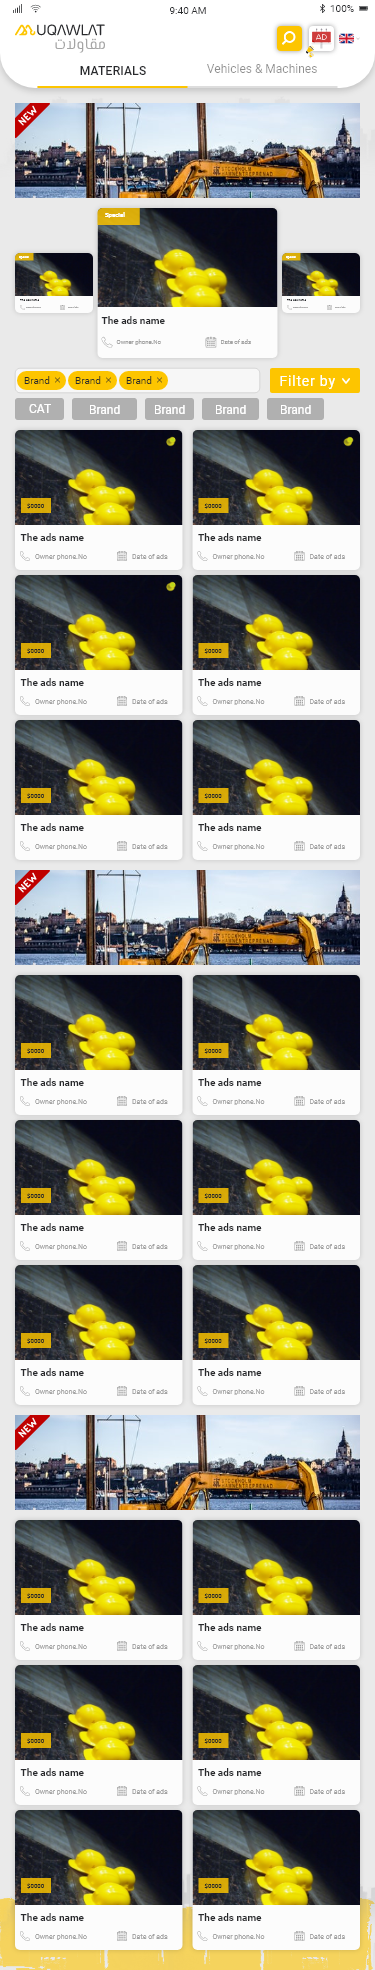 9:40 AM
100%
UQAWLAT
مقاولات
AD
MATERIALS
Vehicles & Machines
NEW
STOCKHOLM
HAMNENTREPRENAD
Special
The ads name
Owner phone.No
Date of ads
Brand ×
Brand ×
Brand ×
Filter by
CAT
Brand
Brand
Brand
Brand
$0000
$0000
The ads name
The ads name
Owner phone.No
Date of ads
Owner phone.No
Date of ads
$0000
$0000
The ads name
The ads name
Owner phone.No
Date of ads
Owner phone.No
Date of ads
$0000
$0000
The ads name
The ads name
Owner phone.No
Date of ads
Owner phone.No
Date of ads
NEW
STOCKHOLM
HAMNENTREPRENAD
$0000
$0000
The ads name
The ads name
Owner phone.No
Date of ads
Owner phone.No
Date of ads
$0000
$0000
The ads name
The ads name
Owner phone.No
Date of ads
Owner phone.No
Date of ads
$0000
$0000
The ads name
The ads name
Owner phone.No
Date of ads
Owner phone.No
Date of ads
NEW
STOCKHOLM
HAMNENTREPRENAD
$0000
$0000
The ads name
The ads name
Owner phone.No
Date of ads
Owner phone.No
Date of ads
$0000
$0000
The ads name
The ads name
Owner phone.No
Date of ads
Owner phone.No
Date of ads
$0000
$0000
The ads name
The ads name
Owner phone.No
Date of ads
Owner phone.No
Date of ads